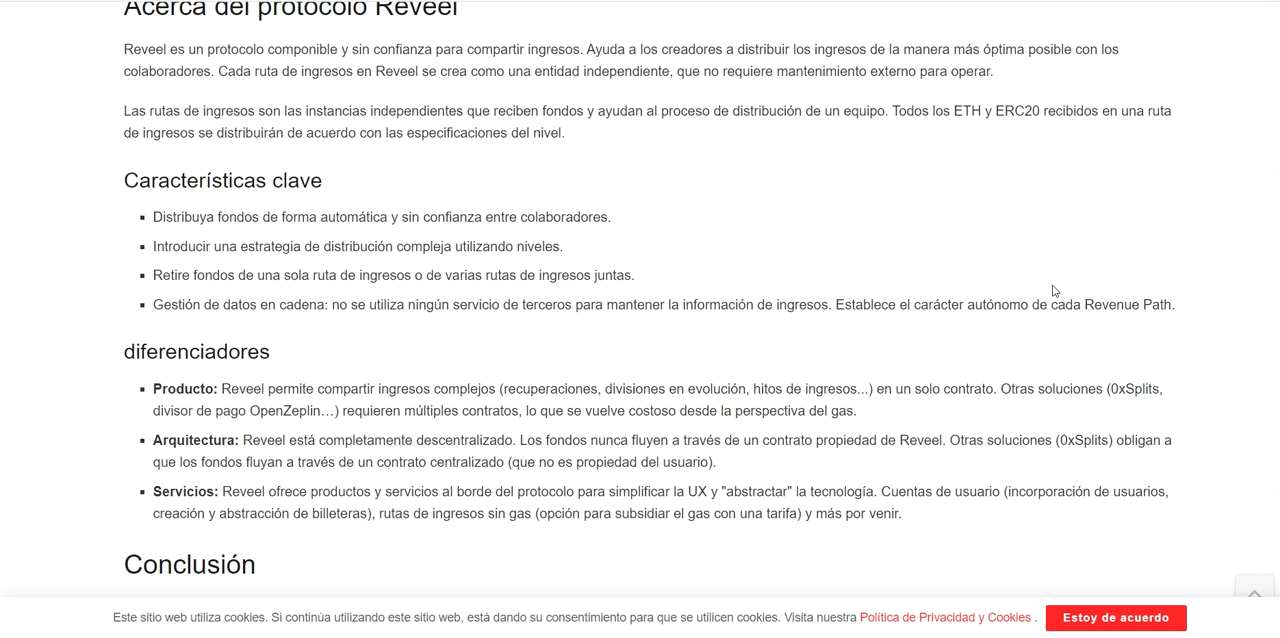 Acerca del protocolo Reveel
Reveel es un protocolo componible y sin confianza para compartir ingresos. Ayuda a los creadores a distribuir los ingresos de la manera más óptima posible con los
colaboradores. Cada ruta de ingresos en Reveel se crea como una entidad independiente, que no requiere mantenimiento externo para operar.
Las rutas de ingresos son las instancias independientes que reciben fondos y ayudan al proceso de distribución de un equipo. Todos los ETH y ERC20 recibidos en una ruta
de ingresos se distribuirán de acuerdo con las especificaciones del nivel.
Características clave
Distribuya fondos de forma automática y sin confianza entre colaboradores.
Introducir una estrategia de distribución compleja utilizando niveles.
Retire fondos de una sola ruta de ingresos o de varias rutas de ingresos juntas.
Gestión de datos en cadena: no se utiliza ningún servicio de terceros para mantener la información de ingresos. Establece el carácter autónomo de cada Revenue Path.
diferenciadores
Producto: Reveel permite compartir ingresos complejos (recuperaciones, divisiones en evolución, hitos de ingresos...) en un solo contrato. Otras soluciones (0xSplits,
divisor de pago OpenZeplin…) requieren múltiples contratos, lo que se vuelve costoso desde la perspectiva del gas.
Arquitectura: Reveel está completamente descentralizado. Los fondos nunca fluyen a través de un contrato propiedad de Reveel. Otras soluciones (0xSplits) obligan a
que los fondos fluyan a través de un contrato centralizado (que no es propiedad del usuario).
Servicios: Reveel ofrece productos y servicios al borde del protocolo para simplificar la UX y "abstractar" la tecnología. Cuentas de usuario (incorporación de usuarios,
creación y abstracción de billeteras), rutas de ingresos sin gas (opción para subsidiar el gas con una tarifa) y más por venir.
Conclusión
Este sitio web utiliza cookies. Si continúa utilizando este sitio web, está dando su consentimiento para que se utilicen cookies. Visita nuestra Política de Privacidad y Cookies . Estoy de acuerdo